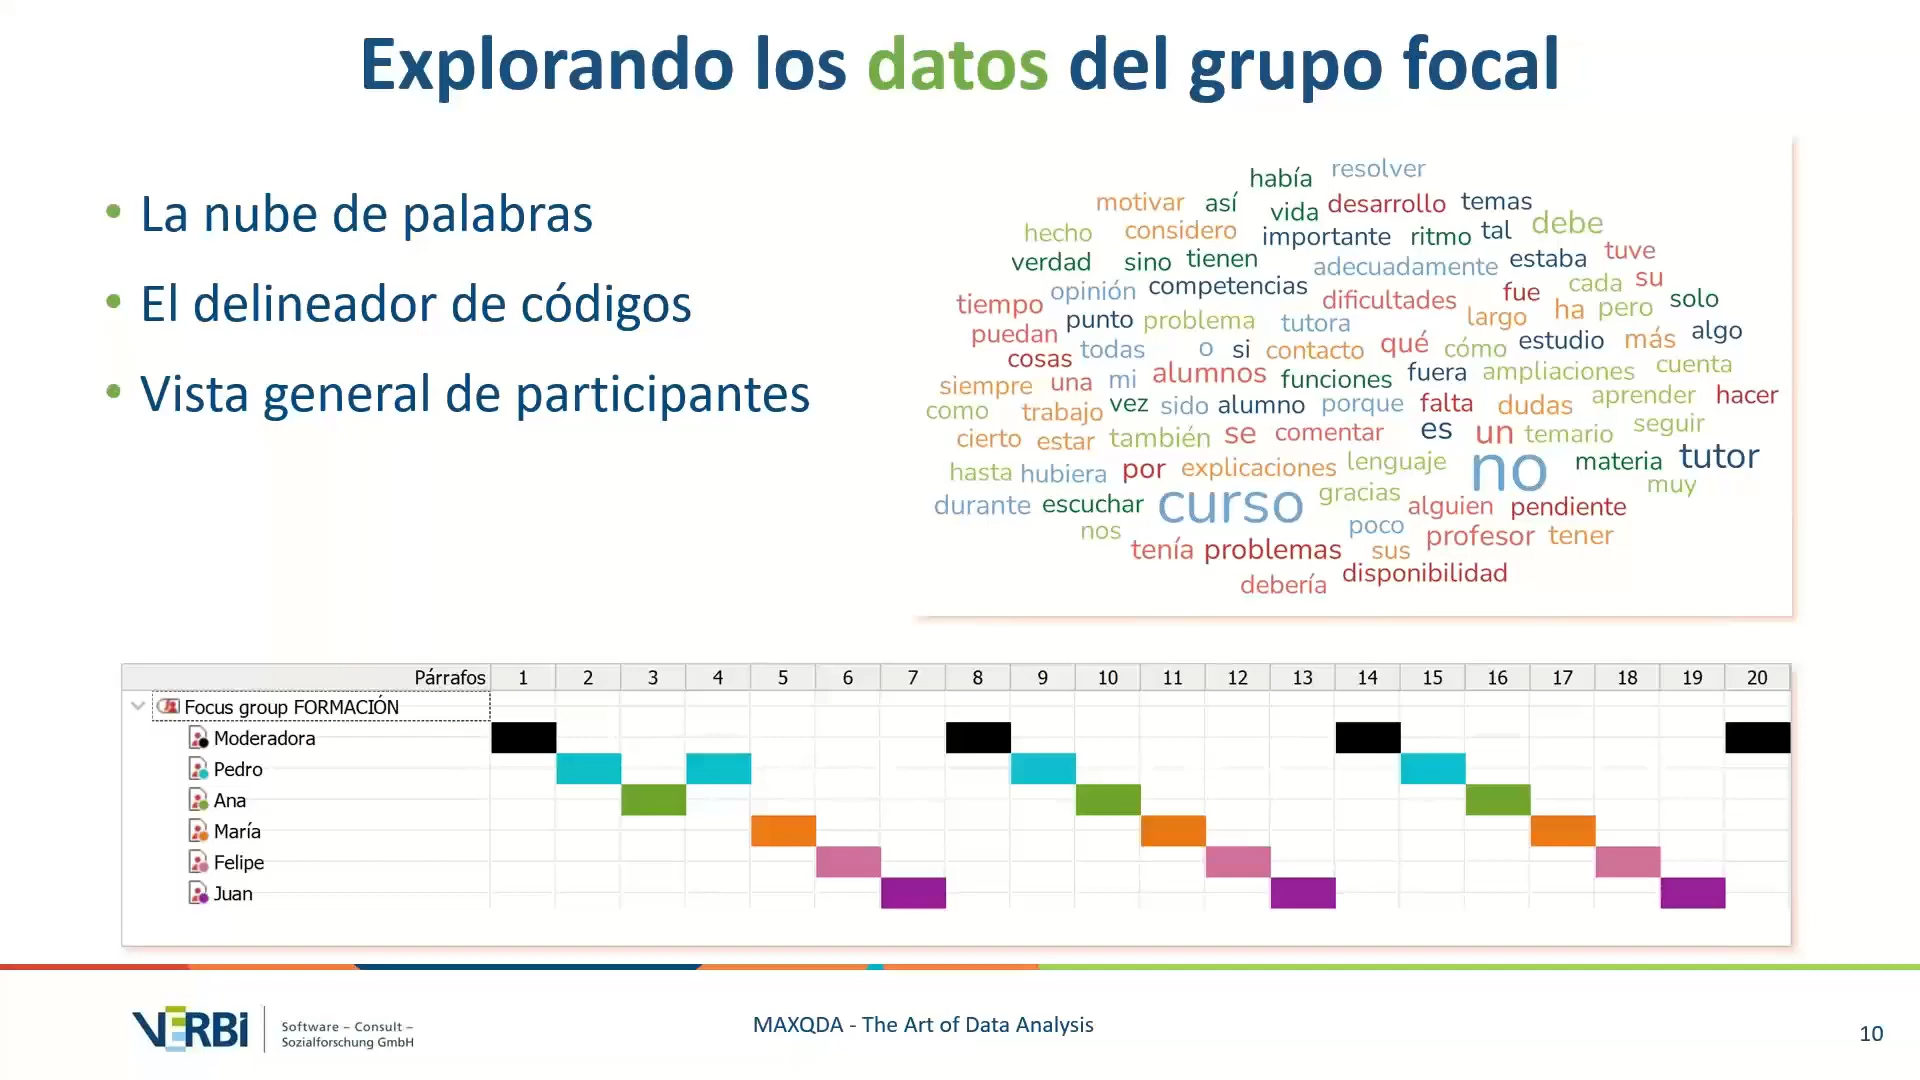 Explorando los datos del grupo focal
• La nube de palabras
• El delineador de códigos
• Vista general de participantes
había resolver
motivar así vida desarrollo temas
hecho considero importante ritmo tal debe
verdad sino tienen adecuadamente estaba tuve
tiempo opinión competencias dificultades fue cada su
puedan punto problema tutora largo ha pero solo
cosas todas o si contacto qué cómo estudio más algo
siempre una mi alumnos funciones fuera ampliaciones cuenta
como trabajo vez sido alumno porque falta dudas aprender hacer
cierto estar también se comentar es un temario seguir
hasta hubiera por explicaciones lenguaje no materia tutor
durante escuchar curso gracias alguien pendiente muy
nos poco profesor tener
tenía problemas sus
debería disponibilidad
Párrafos 1 2 3 4 5 6 7 8 9 10 11 12 13 14 15 16 17 18 19 20
Focus group FORMACIÓN
Moderadora
Pedro
Ana
María
Felipe
Juan
VERBI Software – Consult –
Sozialforschung GmbH
MAXQDA - The Art of Data Analysis
10